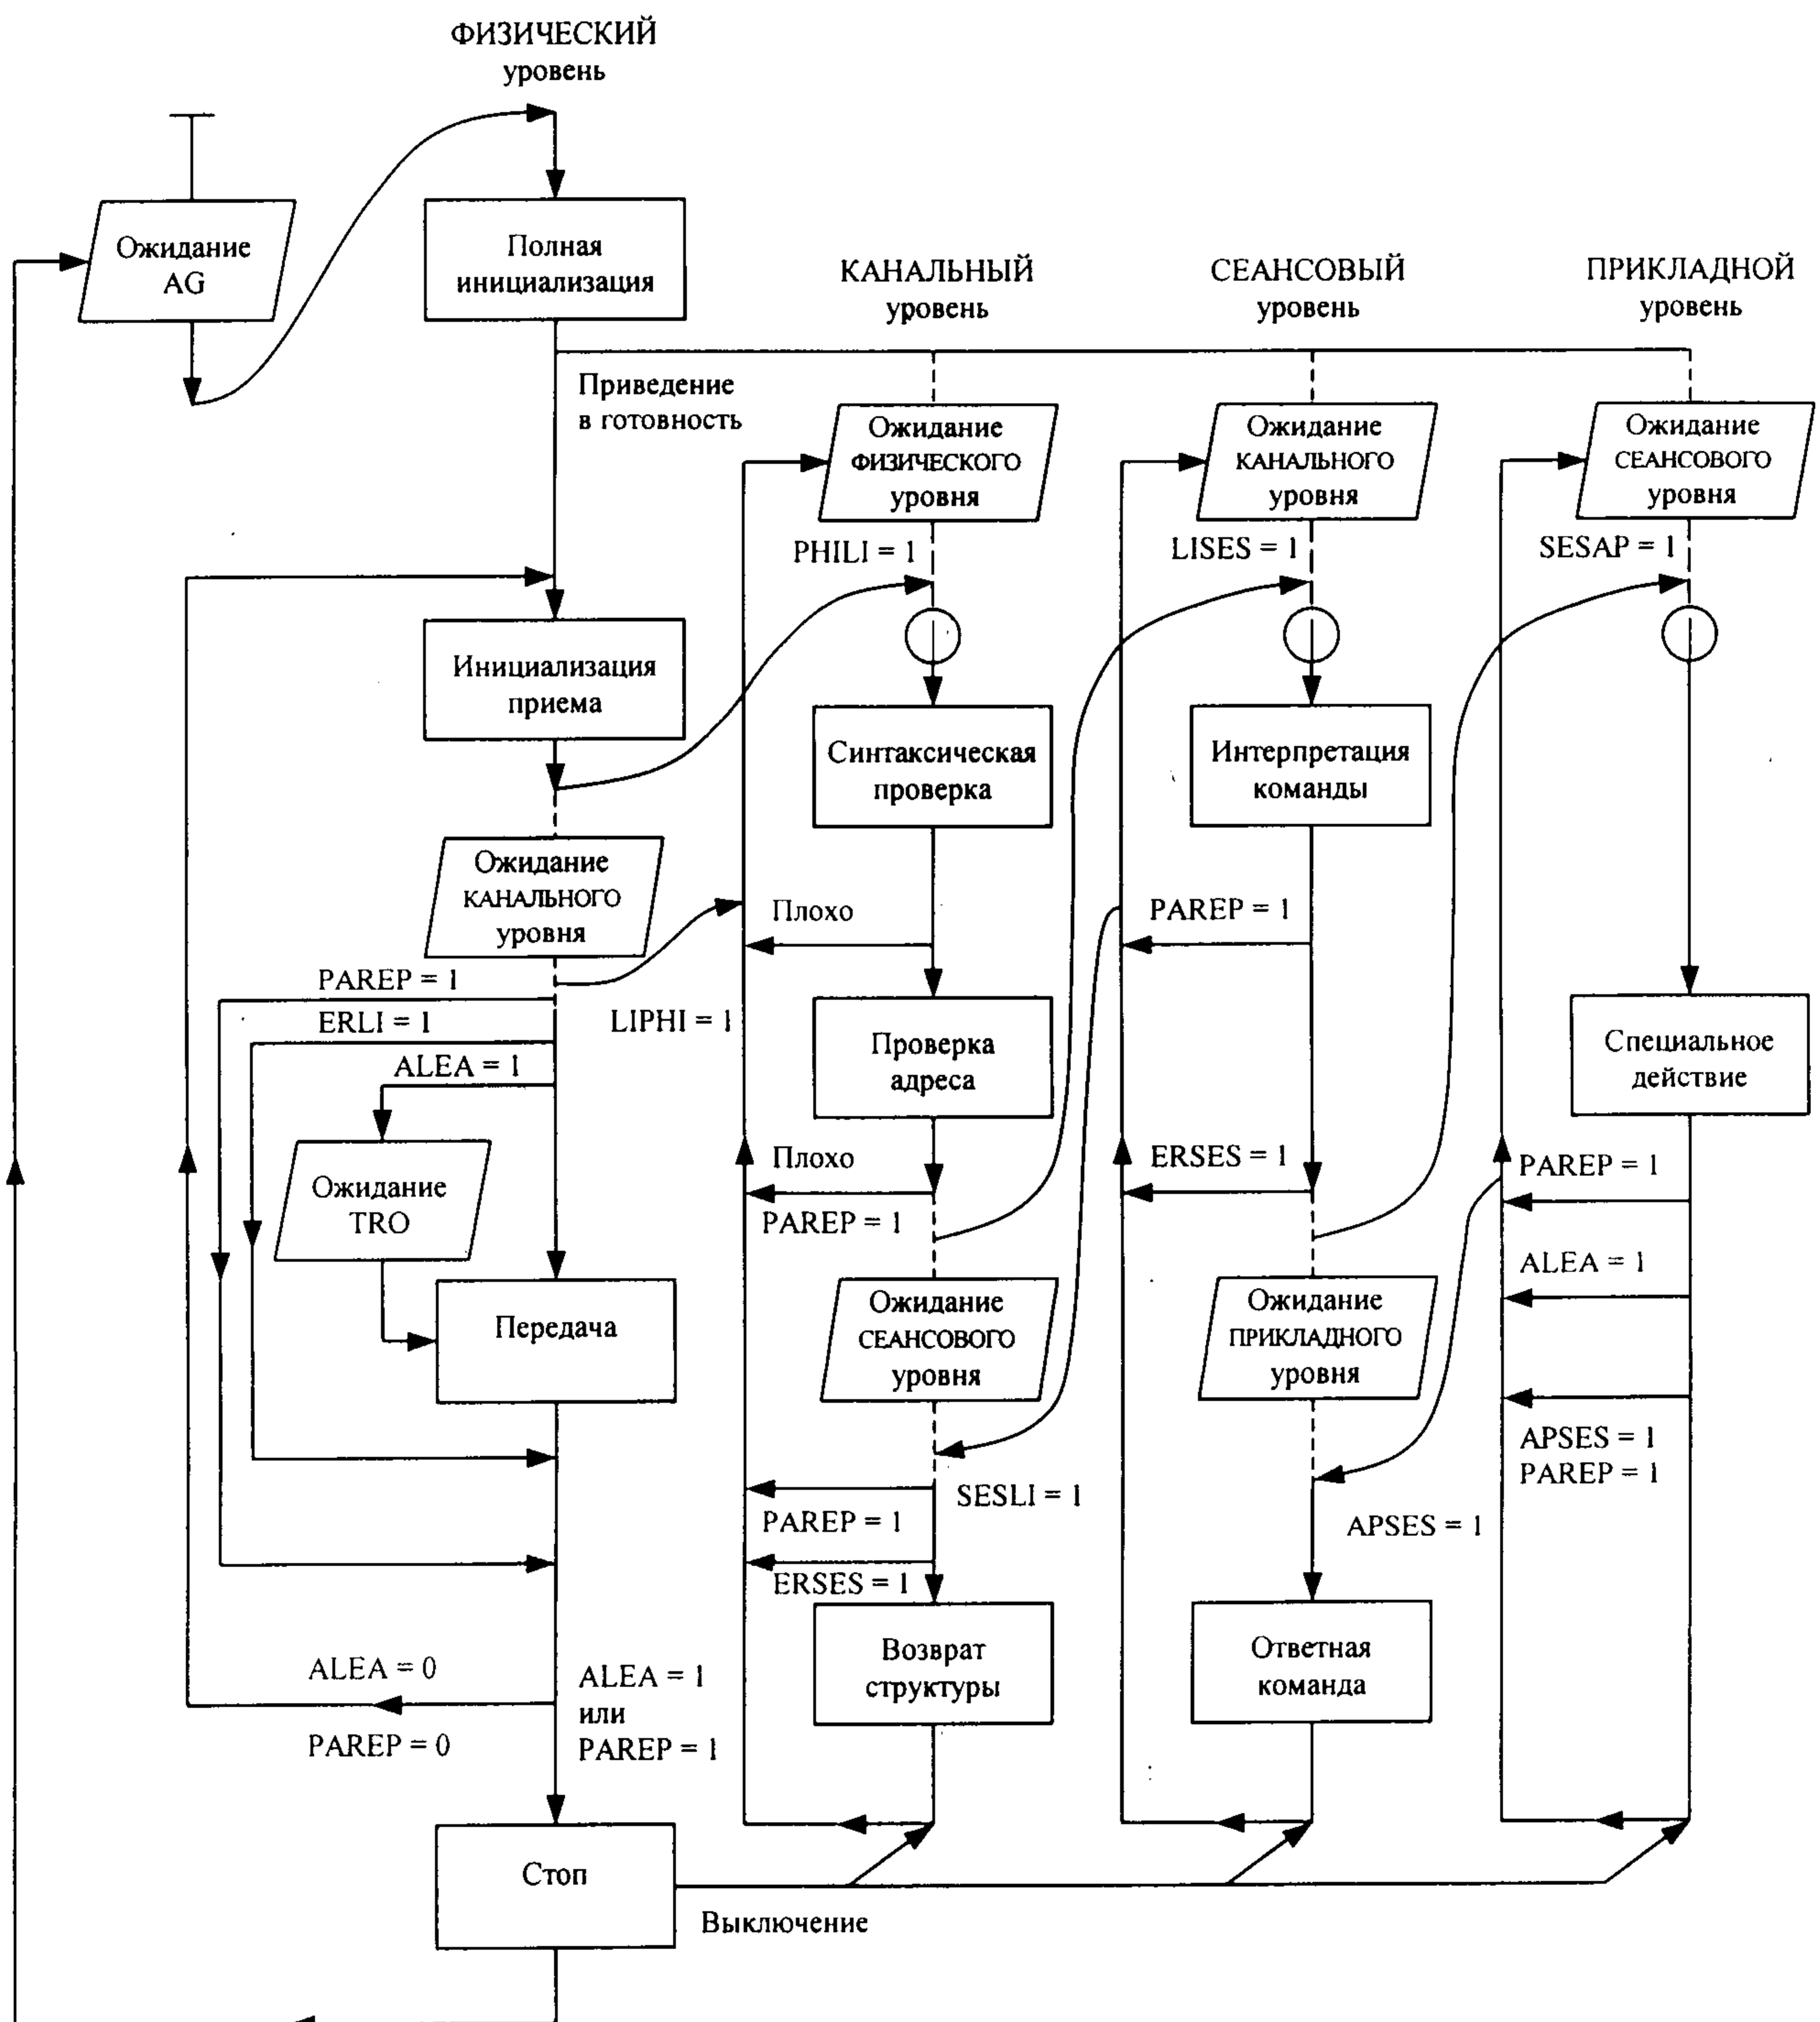 ФИЗИЧЕСКИЙ
уровень
Ожидание
AG
Полная
инициализация
КАНАЛЬНЫЙ
уровень
СЕАНСОВЫЙ
уровень
ПРИКЛАДНОЙ
уровень
Приведение
в готовность
Ожидание
ФИЗИЧЕСКОГО
уровня
Ожидание
КАНАЛЬНОГО
уровня
Ожидание
СЕАНСОВОГО
уровня
PHILI = 1
LISES = 1
SESAP = 1
Инициализация
приема
Синтаксическая
проверка
Интерпретация
команды
Ожидание
КАНАЛЬНОГО
уровня
Плохо
PAREP = 1
PAREP = 1
ERLI = 1
LIPHI = 1
ALEA = 1
Проверка
адреса
Специальное
действие
Ожидание
TRO
Плохо
PAREP = 1
ERSES = 1
PAREP = 1
ALEA = 1
Передача
Ожидание
СЕАНСОВОГО
уровня
Ожидание
ПРИКЛАДНОГО
уровня
APSES = 1
PAREP = 1
SESLI = 1
PAREP = 1
APSES = 1
ERSES = 1
Возврат
структуры
Ответная
команда
ALEA = 0
PAREP = 0
ALEA = 1
или
PAREP = 1
Стоп
Выключение